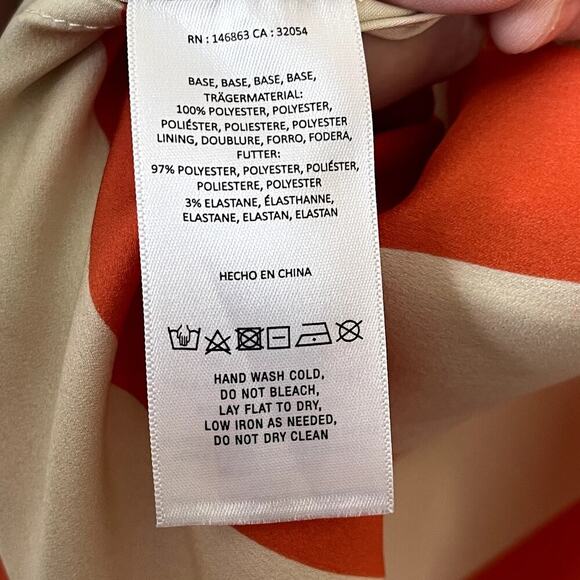 RN : 146863 CA : 32054
BASE, BASE, BASE, BASE,
TRÄGERMATERIAL:
100% POLYESTER, POLYESTER,
POLIÉSTER, POLIESTERE, POLYESTER
LINING, DOUBLURE, FORRO, FODERA,
FUTTER:
97% POLYESTER, POLYESTER, POLIÉSTER,
POLIESTERE, POLYESTER
3% ELASTANE, ÉLASTHANNE,
ELASTANE, ELASTAN, ELASTAN
HECHO EN CHINA
HAND WASH COLD,
DO NOT BLEACH,
LAY FLAT TO DRY,
LOW IRON AS NEEDED,
DO NOT DRY CLEAN